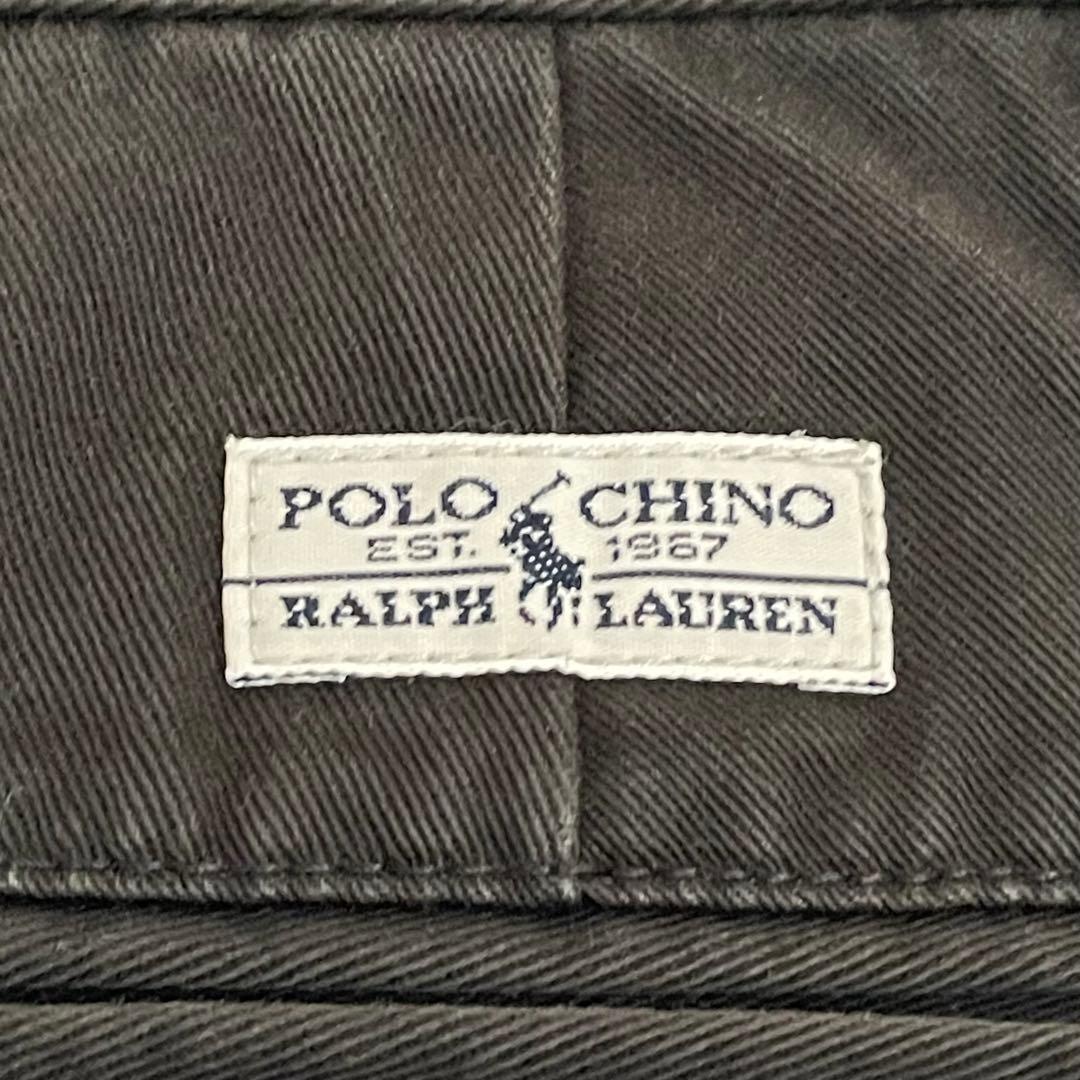 POLO CHINO
EST. 1967
RALPH LAUREN